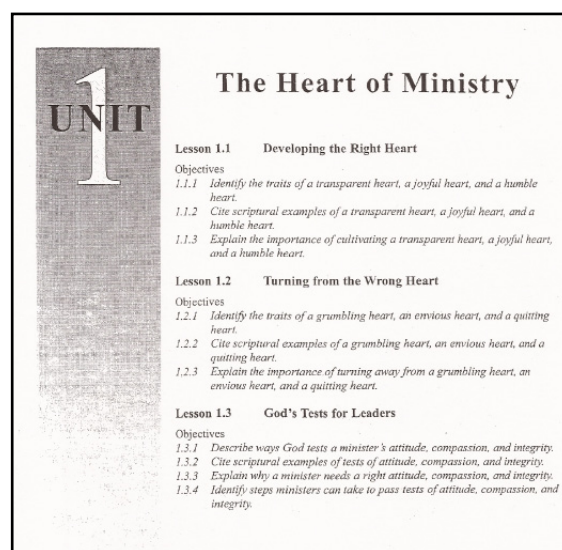 1
UNIT
The Heart of Ministry
Lesson 1.1 Developing the Right Heart
Objectives
1.1.1 Identify the traits of a transparent heart, a joyful heart, and a humble
heart.
1.1.2 Cite scriptural examples of a transparent heart, a joyful heart, and a
humble heart.
1.1.3 Explain the importance of cultivating a transparent heart, a joyful heart,
and a humble heart.
Lesson 1.2 Turning from the Wrong Heart
Objectives
1.2.1 Identify the traits of a grumbling heart, an envious heart, and a quitting
heart.
1.2.2 Cite scriptural examples of a grumbling heart, an envious heart, and a
quitting heart.
1.2.3 Explain the importance of turning away from a grumbling heart, an
envious heart, and a quitting heart.
Lesson 1.3 God's Tests for Leaders
Objectives
1.3.1 Describe ways God tests a minister's attitude, compassion, and integrity.
1.3.2 Cite scriptural examples of tests of attitude, compassion, and integrity.
1.3.3 Explain why a minister needs a right attitude, compassion, and integrity.
1.3.4 Identify steps ministers can take to pass tests of attitude, compassion, and
integrity.